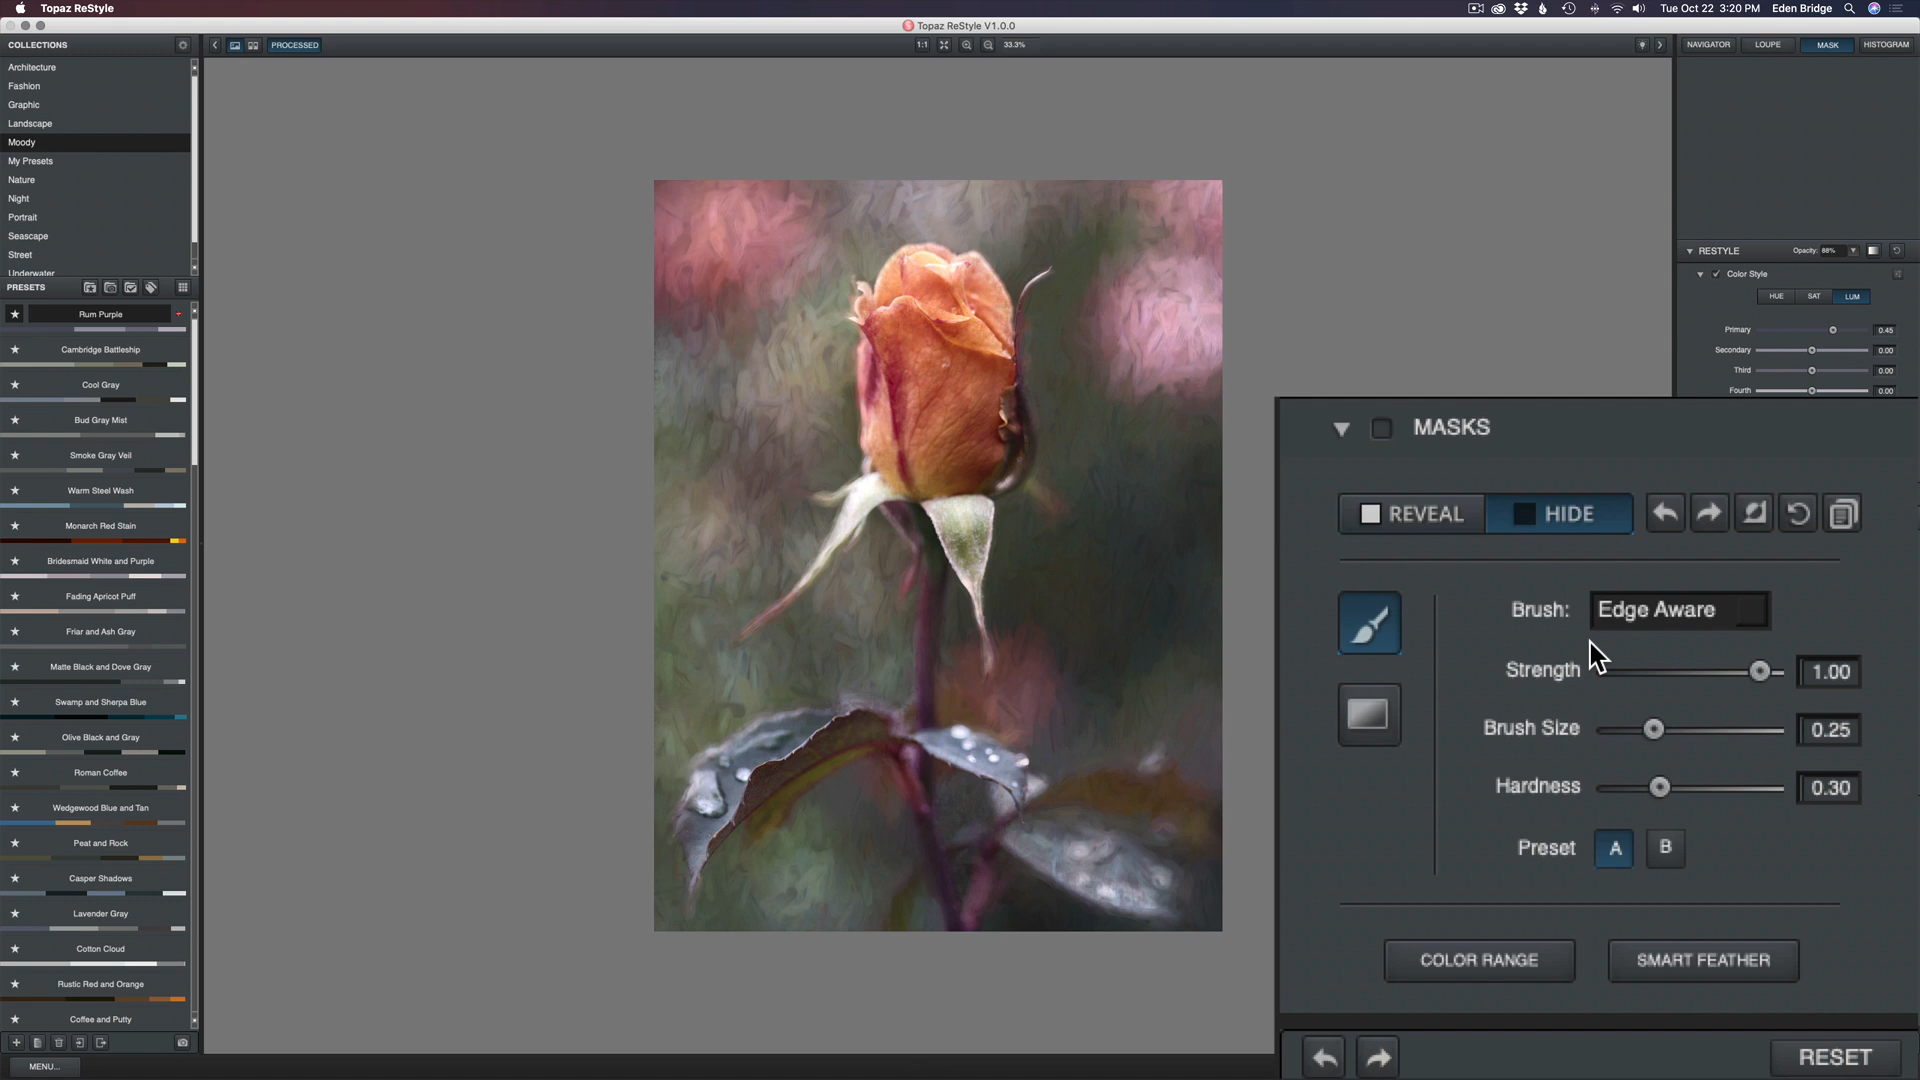 Topaz ReStyle
Tue Oct 22 3:20 PM Eden Bridge
Topaz ReStyle V1.0.0
COLLECTIONS
PROCESSED
1:1
33.3%
NAVIGATOR
LOUPE
MASK
HISTOGRAM
Architecture
Fashion
Graphic
Landscape
Moody
My Presets
Nature
Night
Portrait
Seascape
Street
Underwater
PRESETS
Rum Purple
Cambridge Battleship
Cool Gray
Bud Gray Mist
Smoke Gray Veil
Warm Steel Wash
Monarch Red Stain
Bridesmaid White and Purple
Fading Apricot Puff
Friar and Ash Gray
Matte Black and Dove Gray
Swamp and Sherpa Blue
Olive Black and Gray
Roman Coffee
Wedgewood Blue and Tan
Peat and Rock
Casper Shadows
Lavender Gray
Cotton Cloud
Rustic Red and Orange
Coffee and Putty
MENU...
RESTYLE
Opacity: 88%
Color Style
HUE SAT LUM
Primary 0.45
Secondary 0.00
Third 0.00
Fourth 0.00
MASKS
REVEAL HIDE
Brush: Edge Aware
Strength 1.00
Brush Size 0.25
Hardness 0.30
Preset A B
COLOR RANGE SMART FEATHER
RESET